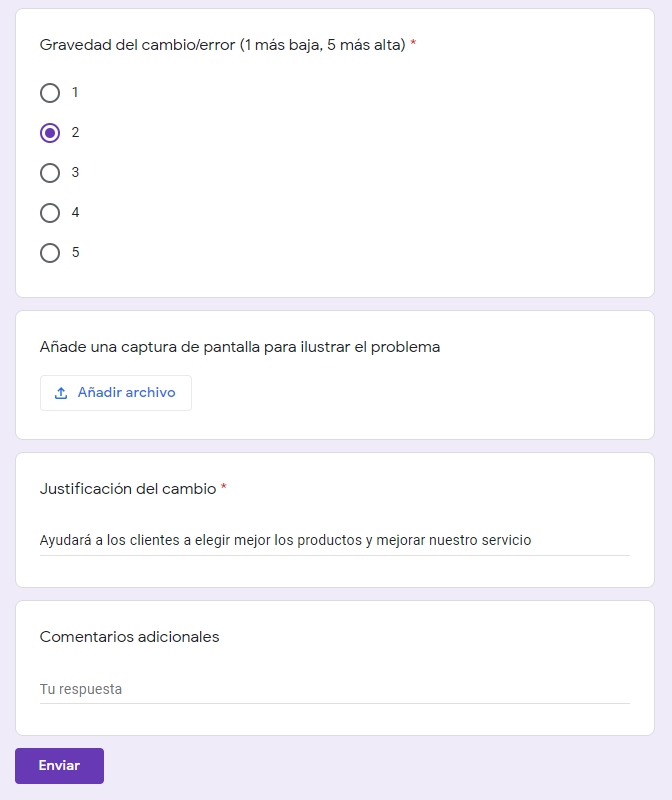 Gravedad del cambio/error (1 más baja, 5 más alta) *
1
2
3
4
5
Añade una captura de pantalla para ilustrar el problema
Añadir archivo
Justificación del cambio *
Ayudará a los clientes a elegir mejor los productos y mejorar nuestro servicio
Comentarios adicionales
Tu respuesta
Enviar